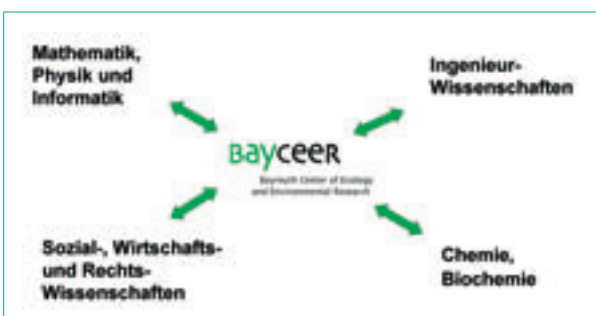 Mathematik,
Physik und
Informatik
Ingenieur-
Wissenschaften
BayCEER
Bayreuth Center of Ecology
and Environmental Research
Sozial-, Wirtschafts-
und Rechts-
Wissenschaften
Chemie,
Biochemie